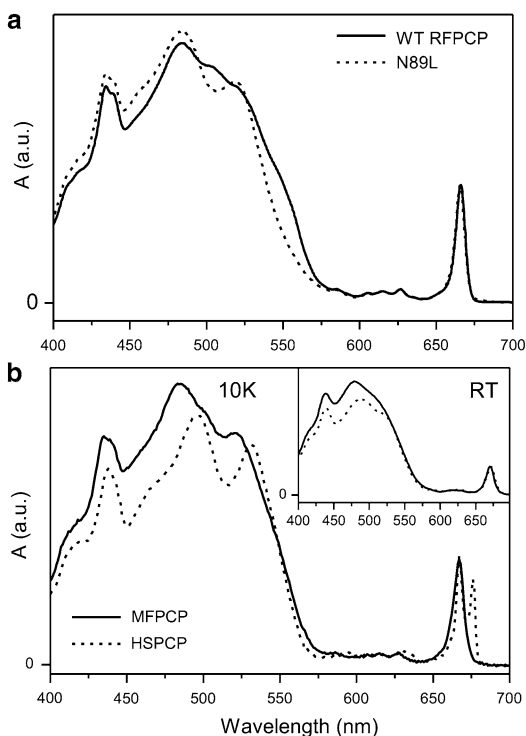 a
WT RFPCP
N89L
A (a.u.)
0
400 450 500 550 600 650 700
b
10K
RT
0
400 450 500 550 600 650
A (a.u.)
MFPCP
HSPCP
0
400 450 500 550 600 650 700
Wavelength (nm)